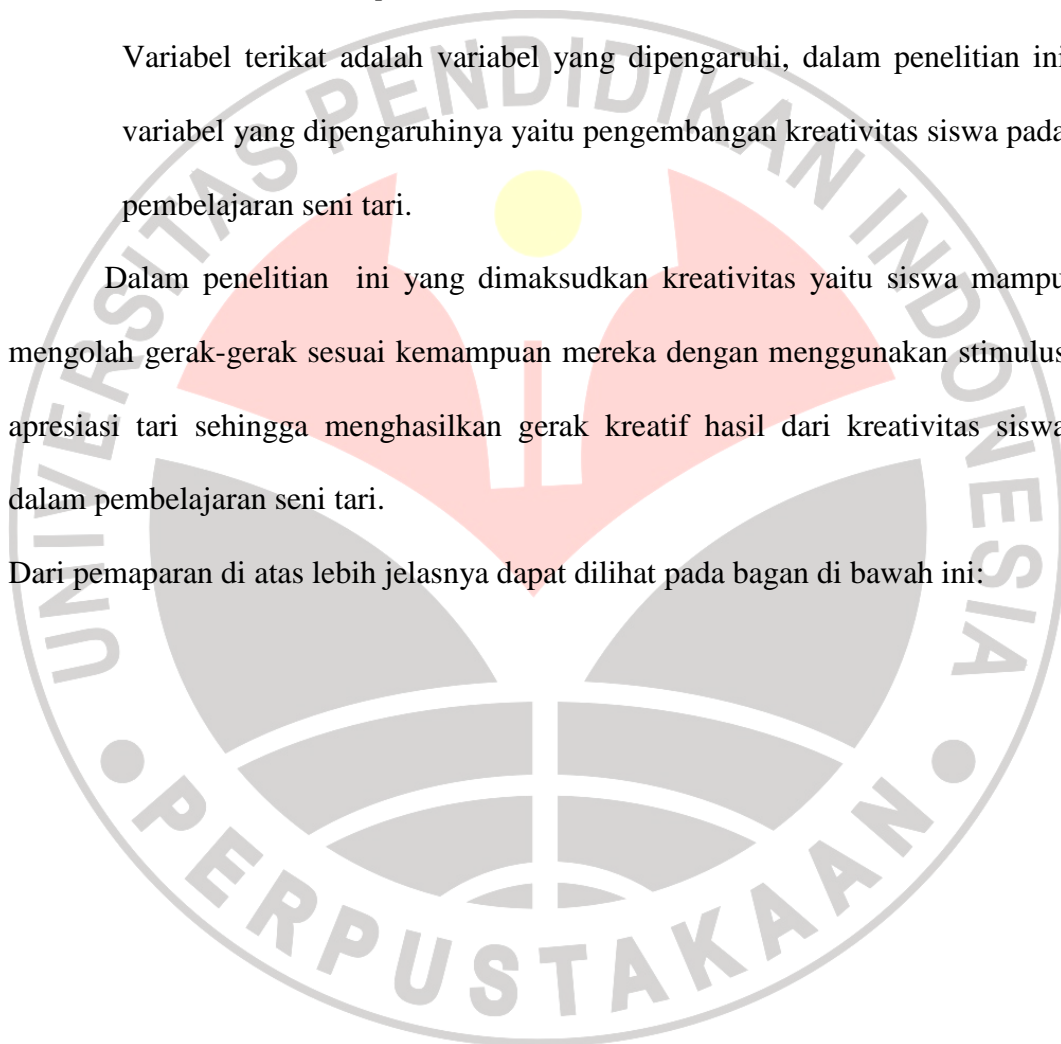 Variabel terikat adalah variabel yang dipengaruhi, dalam penelitian ini
variabel yang dipengaruhinya yaitu pengembangan kreativitas siswa pada
pembelajaran seni tari.
Dalam penelitian ini yang dimaksudkan kreativitas yaitu siswa mampu
mengolah gerak-gerak sesuai kemampuan mereka dengan menggunakan stimulus
apresiasi tari sehingga menghasilkan gerak kreatif hasil dari kreativitas siswa
dalam pembelajaran seni tari.
Dari pemaparan di atas lebih jelasnya dapat dilihat pada bagan di bawah ini:
UNIVERSITAS PENDIDIKAN INDONESIA
PERPUSTAKAAN